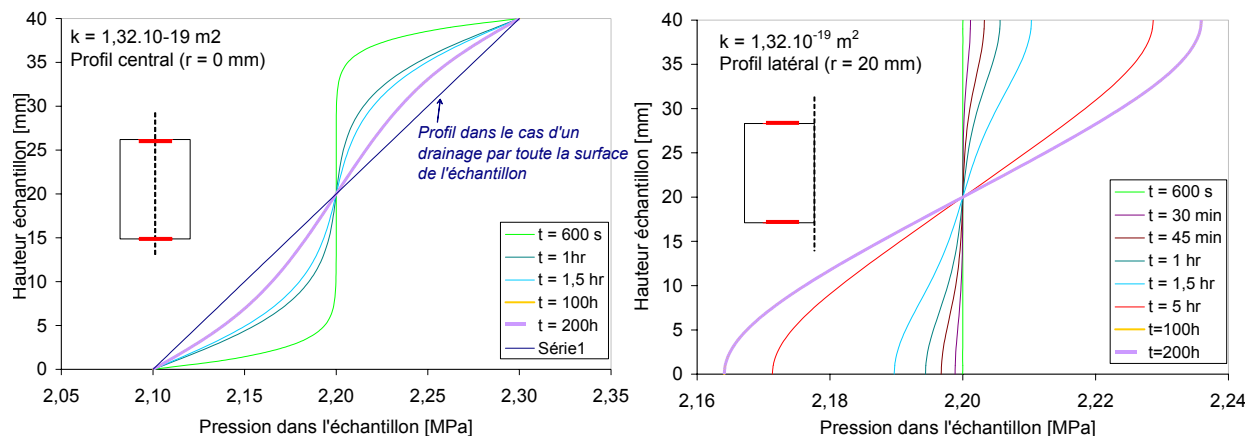 k = 1,32.10-19 m2
Profil central (r = 0 mm)
Profil dans le cas d'un
drainage par toute la surface
de l'échantillon
t = 600 s
t = 1hr
t = 1,5 hr
t = 100h
t = 200h
Série1
Hauteur échantillon [mm]
40
35
30
25
20
15
10
5
0
2,05
2,10
2,15
2,20
2,25
2,30
2,35
Pression dans l'échantillon [MPa]
k = 1,32.10⁻¹⁹ m²
Profil latéral (r = 20 mm)
t = 600 s
t = 30 min
t = 45 min
t = 1 hr
t = 1,5 hr
t = 5 hr
t=100h
t=200h
Hauteur échantillon [mm]
40
35
30
25
20
15
10
5
0
2,16
2,18
2,20
2,22
2,24
Pression dans l'échantillon [MPa]